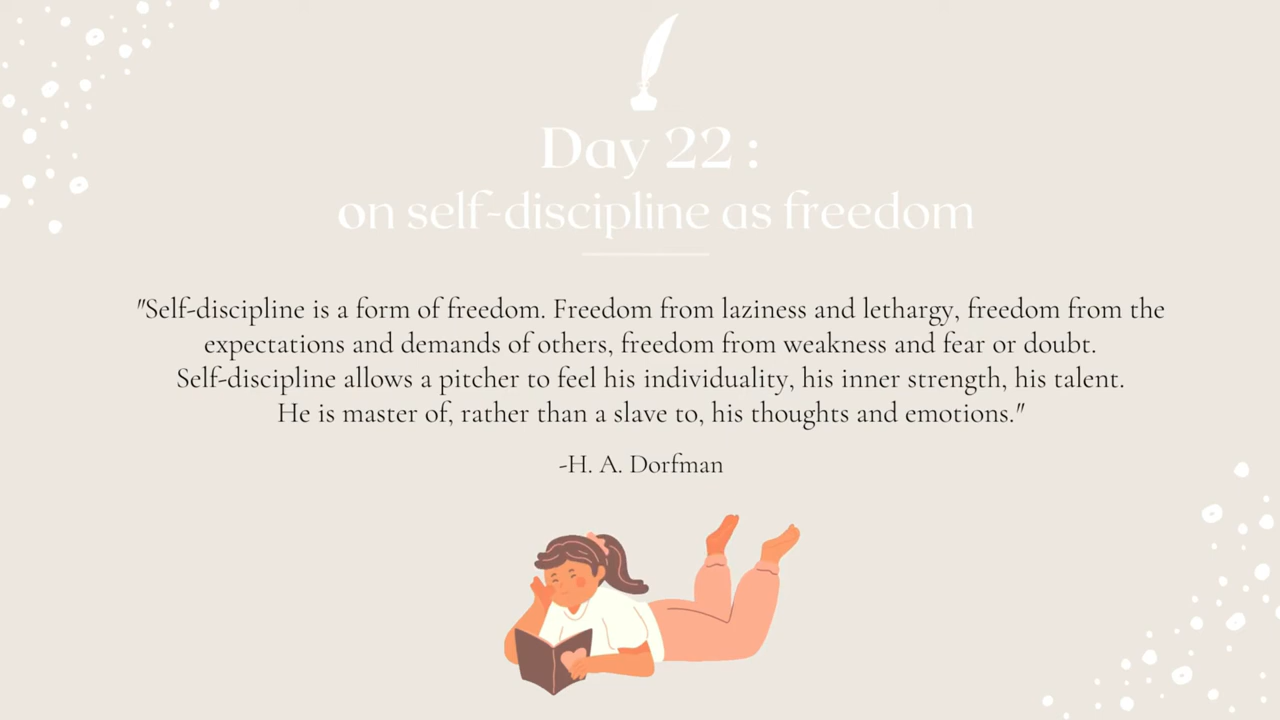 Day 22 :
on self-discipline as freedom
"Self-discipline is a form of freedom. Freedom from laziness and lethargy, freedom from the
expectations and demands of others, freedom from weakness and fear or doubt.
Self-discipline allows a pitcher to feel his individuality, his inner strength, his talent.
He is master of, rather than a slave to, his thoughts and emotions."
-H. A. Dorfman